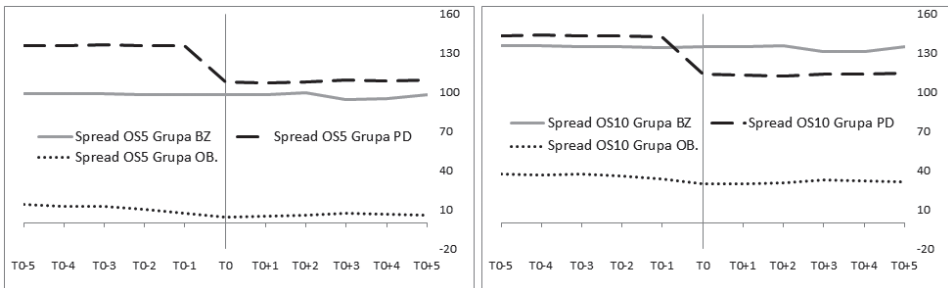 160
130
100
70
Spread OS5 Grupa BZ
Spread OS5 Grupa PD
Spread OS5 Grupa OB.
40
10
-20
T0-5 T0-4 T0-3 T0-2 T0-1 T0 T0+1 T0+2 T0+3 T0+4 T0+5
160
130
100
70
Spread OS10 Grupa BZ
Spread OS10 Grupa PD
Spread OS10 Grupa OB.
40
10
-20
T0-5 T0-4 T0-3 T0-2 T0-1 T0 T0+1 T0+2 T0+3 T0+4 T0+5